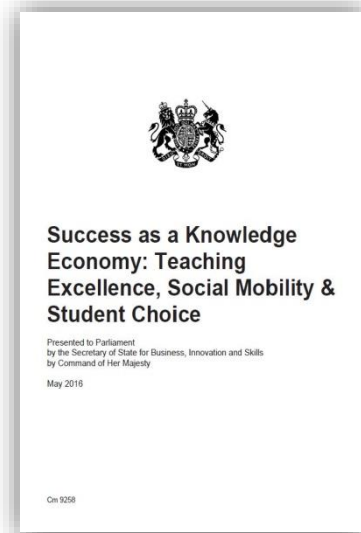 Success as a Knowledge
Economy: Teaching
Excellence, Social Mobility &
Student Choice
Presented to Parliament
by the Secretary of State for Business, Innovation and Skills
by Command of Her Majesty
May 2016
Cm 9258